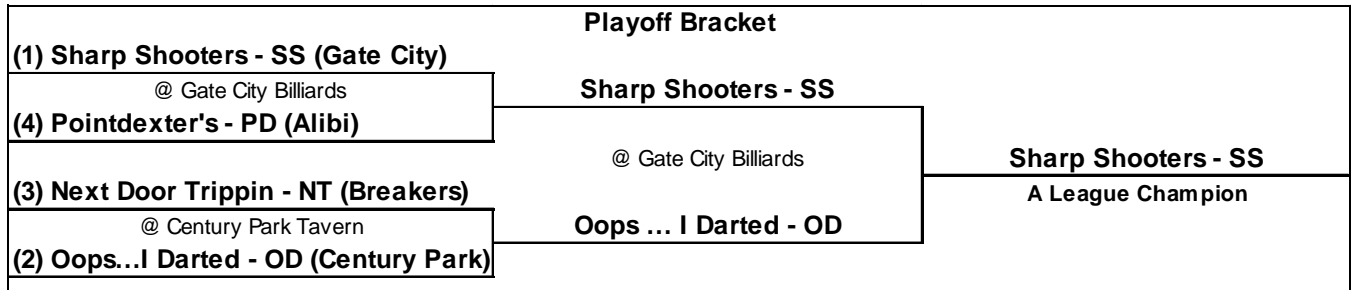 Playoff Bracket
(1) Sharp Shooters - SS (Gate City)
@ Gate City Billiards
Sharp Shooters - SS
(4) Pointdexter's - PD (Alibi)
@ Gate City Billiards
Sharp Shooters - SS
(3) Next Door Trippin - NT (Breakers)
A League Champion
@ Century Park Tavern
Oops ... I Darted - OD
(2) Oops...I Darted - OD (Century Park)